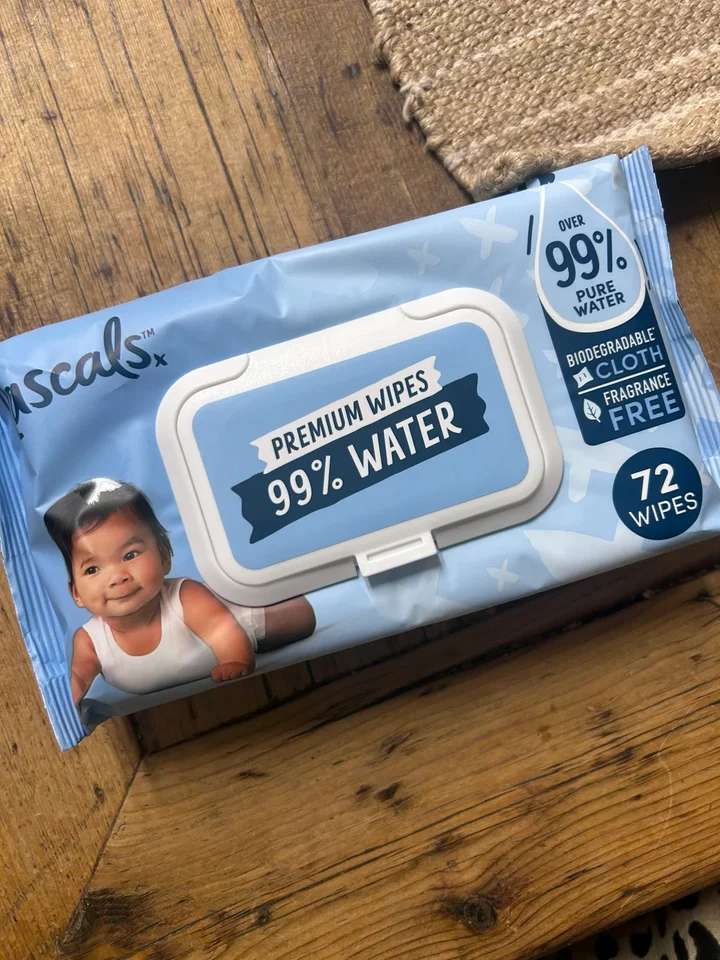 ascals™
PREMIUM WIPES
99% WATER
OVER
99%
PURE
WATER
BIODEGRADABLE*
CLOTH
FRAGRANCE
FREE
72
WIPES